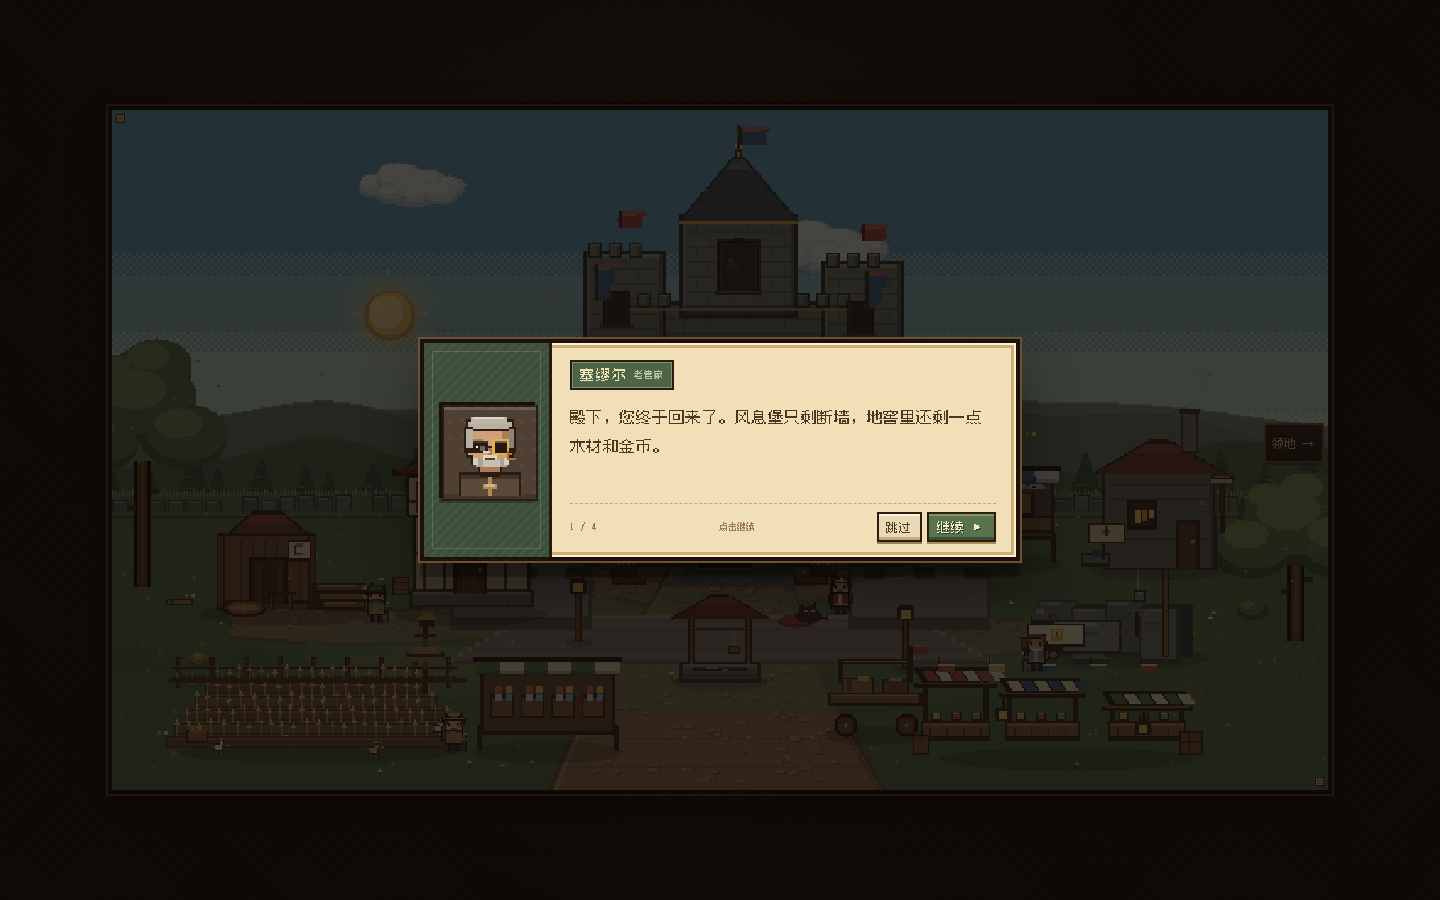 塞缪尔 老管家
殿下，您终于回来了。风息堡只剩断墙，地窖里还剩一点
木材和金币。
1 / 4
点击继续
跳过
继续 ►
领地 →